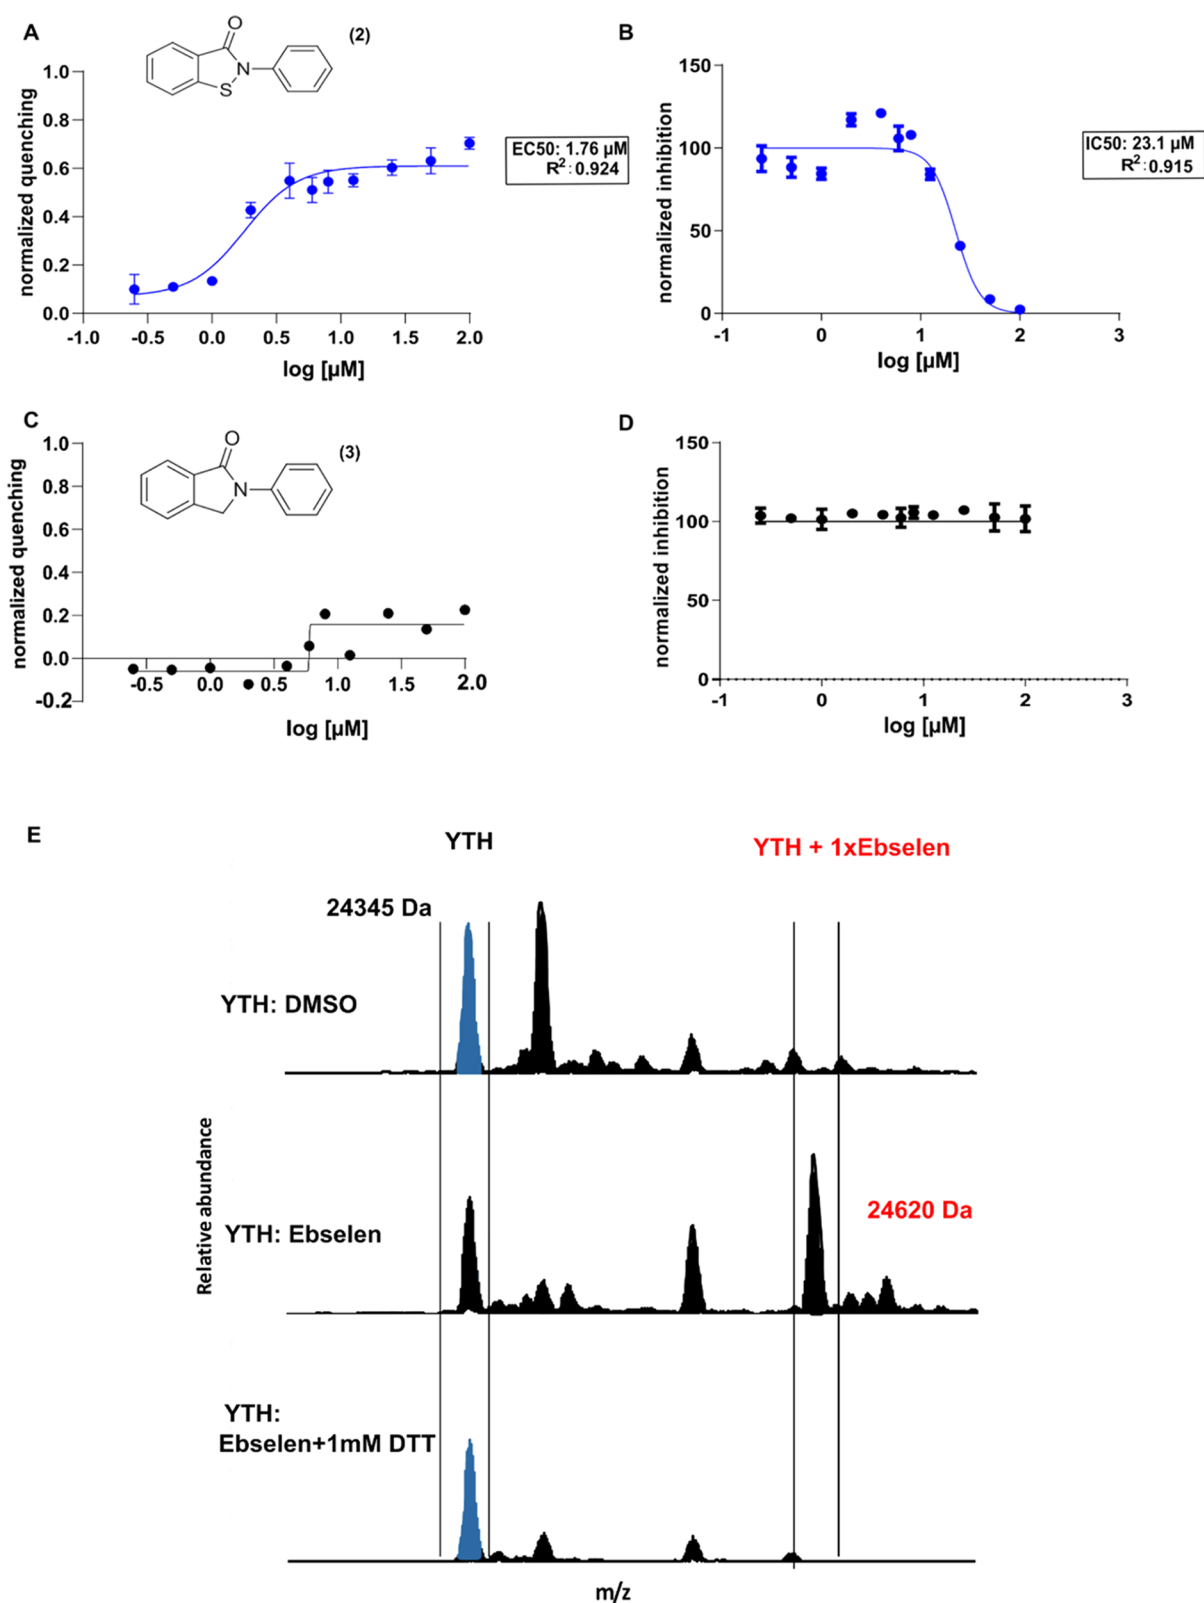 A
(2)
O
N
S
1.0
0.8
0.6
0.4
0.2
0.0
normalized quenching
-1.0 -0.5 0.0 0.5 1.0 1.5 2.0
log [µM]
EC50: 1.76 µM
R²: 0.924
B
150
100
50
0
normalized inhibition
-1 0 1 2 3
log [µM]
IC50: 23.1 µM
R²: 0.915
C
(3)
O
N
1.0
0.8
0.6
0.4
0.2
0.0
-0.2
normalized quenching
-0.5 0.0 0.5 1.0 1.5 2.0
log [µM]
D
150
100
50
0
normalized inhibition
-1 0 1 2 3
log [µM]
E
YTH
YTH + 1xEbselen
24345 Da
YTH: DMSO
Relative abundance
YTH: Ebselen
24620 Da
YTH:
Ebselen+1mM DTT
m/z